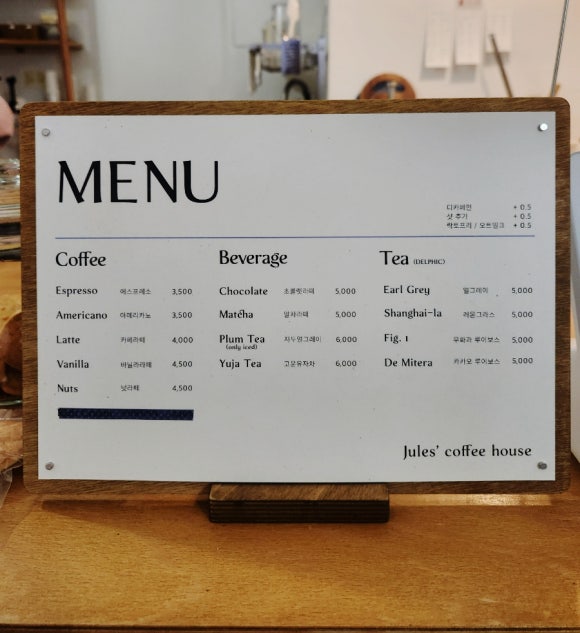 MENU
디카페인 + 0.5
샷 추가 + 0.5
락토프리 / 오트밀크 + 0.5
Coffee
Espresso 에스프레소 3,500
Americano 아메리카노 3,500
Latte 카페라떼 4,000
Vanilla 바닐라라떼 4,500
Nuts 넛라떼 4,500
Beverage
Chocolate 초콜릿라떼 5,000
Matcha 말차라떼 5,000
Plum Tea 자두얼그레이 6,000
(only iced)
Yuja Tea 고운유자차 6,000
Tea (DELPHIC)
Earl Grey 얼그레이 5,000
Shanghai-la 레몬그라스 5,000
Fig. 1 무화과 루이보스 5,000
De Mitera 카카오 루이보스 5,000
Jules' coffee house